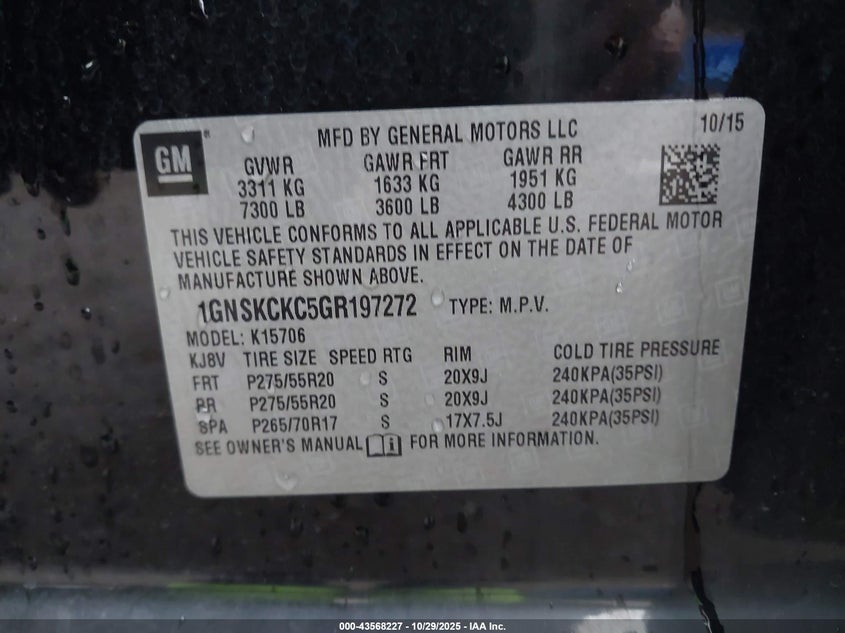 GM
MFD BY GENERAL MOTORS LLC 10/15
GVWR GAWR FRT GAWR RR
3311 KG 1633 KG 1951 KG
7300 LB 3600 LB 4300 LB
THIS VEHICLE CONFORMS TO ALL APPLICABLE U.S. FEDERAL MOTOR
VEHICLE SAFETY STANDARDS IN EFFECT ON THE DATE OF
MANUFACTURE SHOWN ABOVE.
1GNSKCKC5GR197272 TYPE: M.P.V.
MODEL: K15706
KJ8V TIRE SIZE SPEED RTG RIM COLD TIRE PRESSURE
FRT P275/55R20 S 20X9J 240KPA(35PSI)
RR P275/55R20 S 20X9J 240KPA(35PSI)
SPA P265/70R17 S 17X7.5J 240KPA(35PSI)
SEE OWNER'S MANUAL FOR MORE INFORMATION.
000-43568227 - 10/29/2025 - IAA Inc.